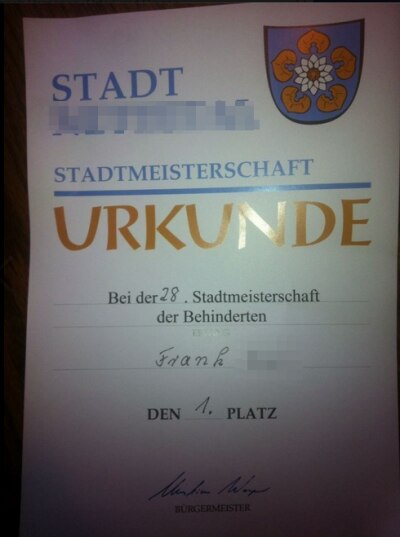 STADT
STADTMEISTERSCHAFT
URKUNDE
Bei der 28. Stadtmeisterschaft
der Behinderten
Frank
DEN 1. PLATZ
BÜRGERMEISTER